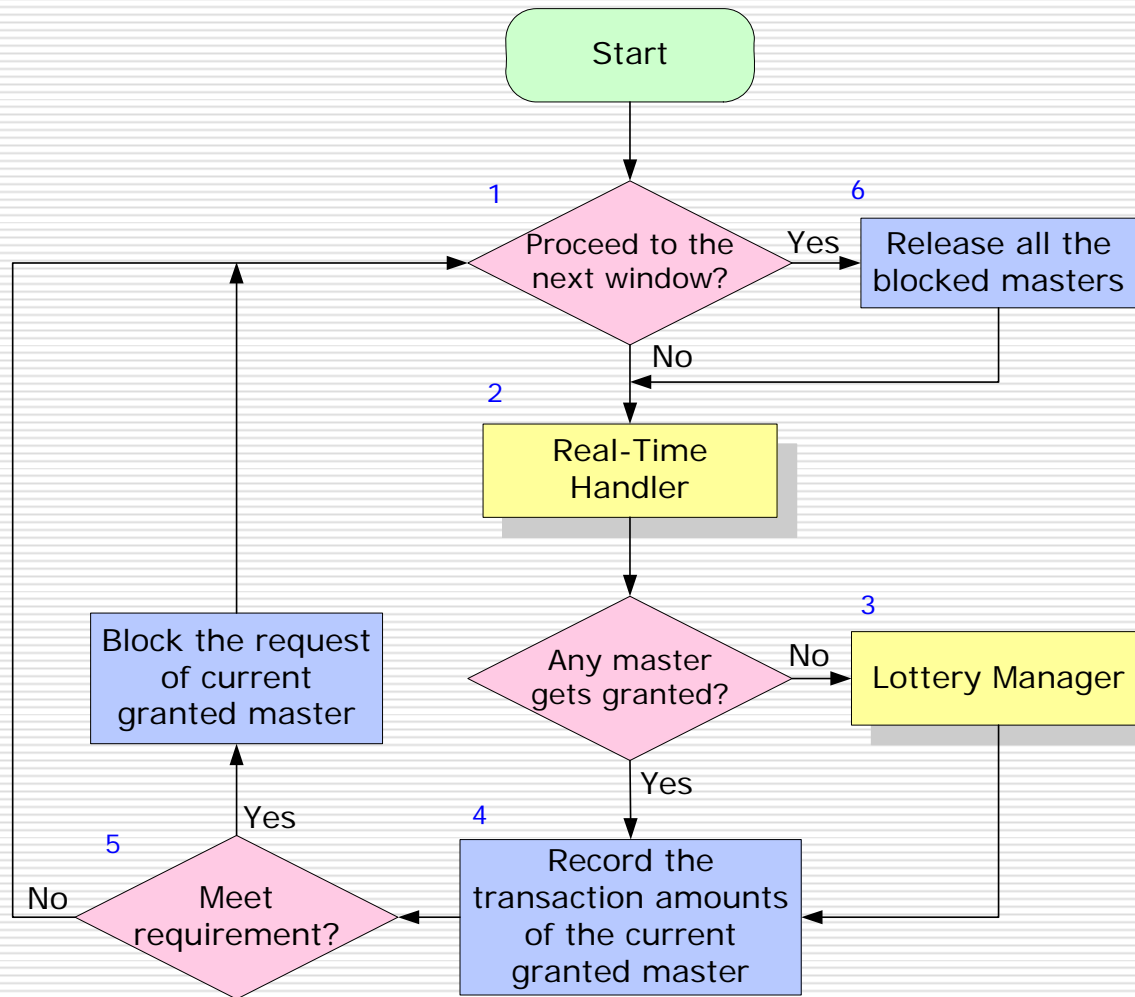 Start
1
Proceed to the
next window?
Yes
6
Release all the
blocked masters
No
2
Real-Time
Handler
Any master
gets granted?
No
3
Lottery Manager
Yes
Block the request
of current
granted master
Yes
4
Record the
transaction amounts
of the current
granted master
5
Meet
requirement?
No